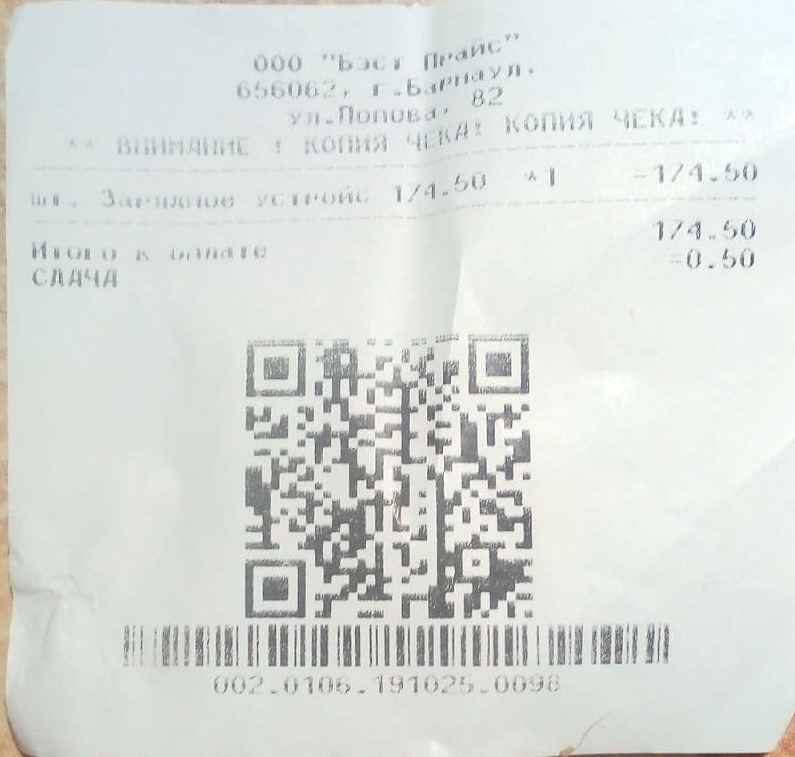 ООО "Бэст Прайс"
656062, г.Барнаул,
ул.Попова, 82
** ВНИМАНИЕ ! КОПИЯ ЧЕКА! КОПИЯ ЧЕКА! **
шт. Зарядное устройс 174.50 *1 =174.50
Итого к оплате 174.50
СДАЧА =0.50
002.0106.191025.0098